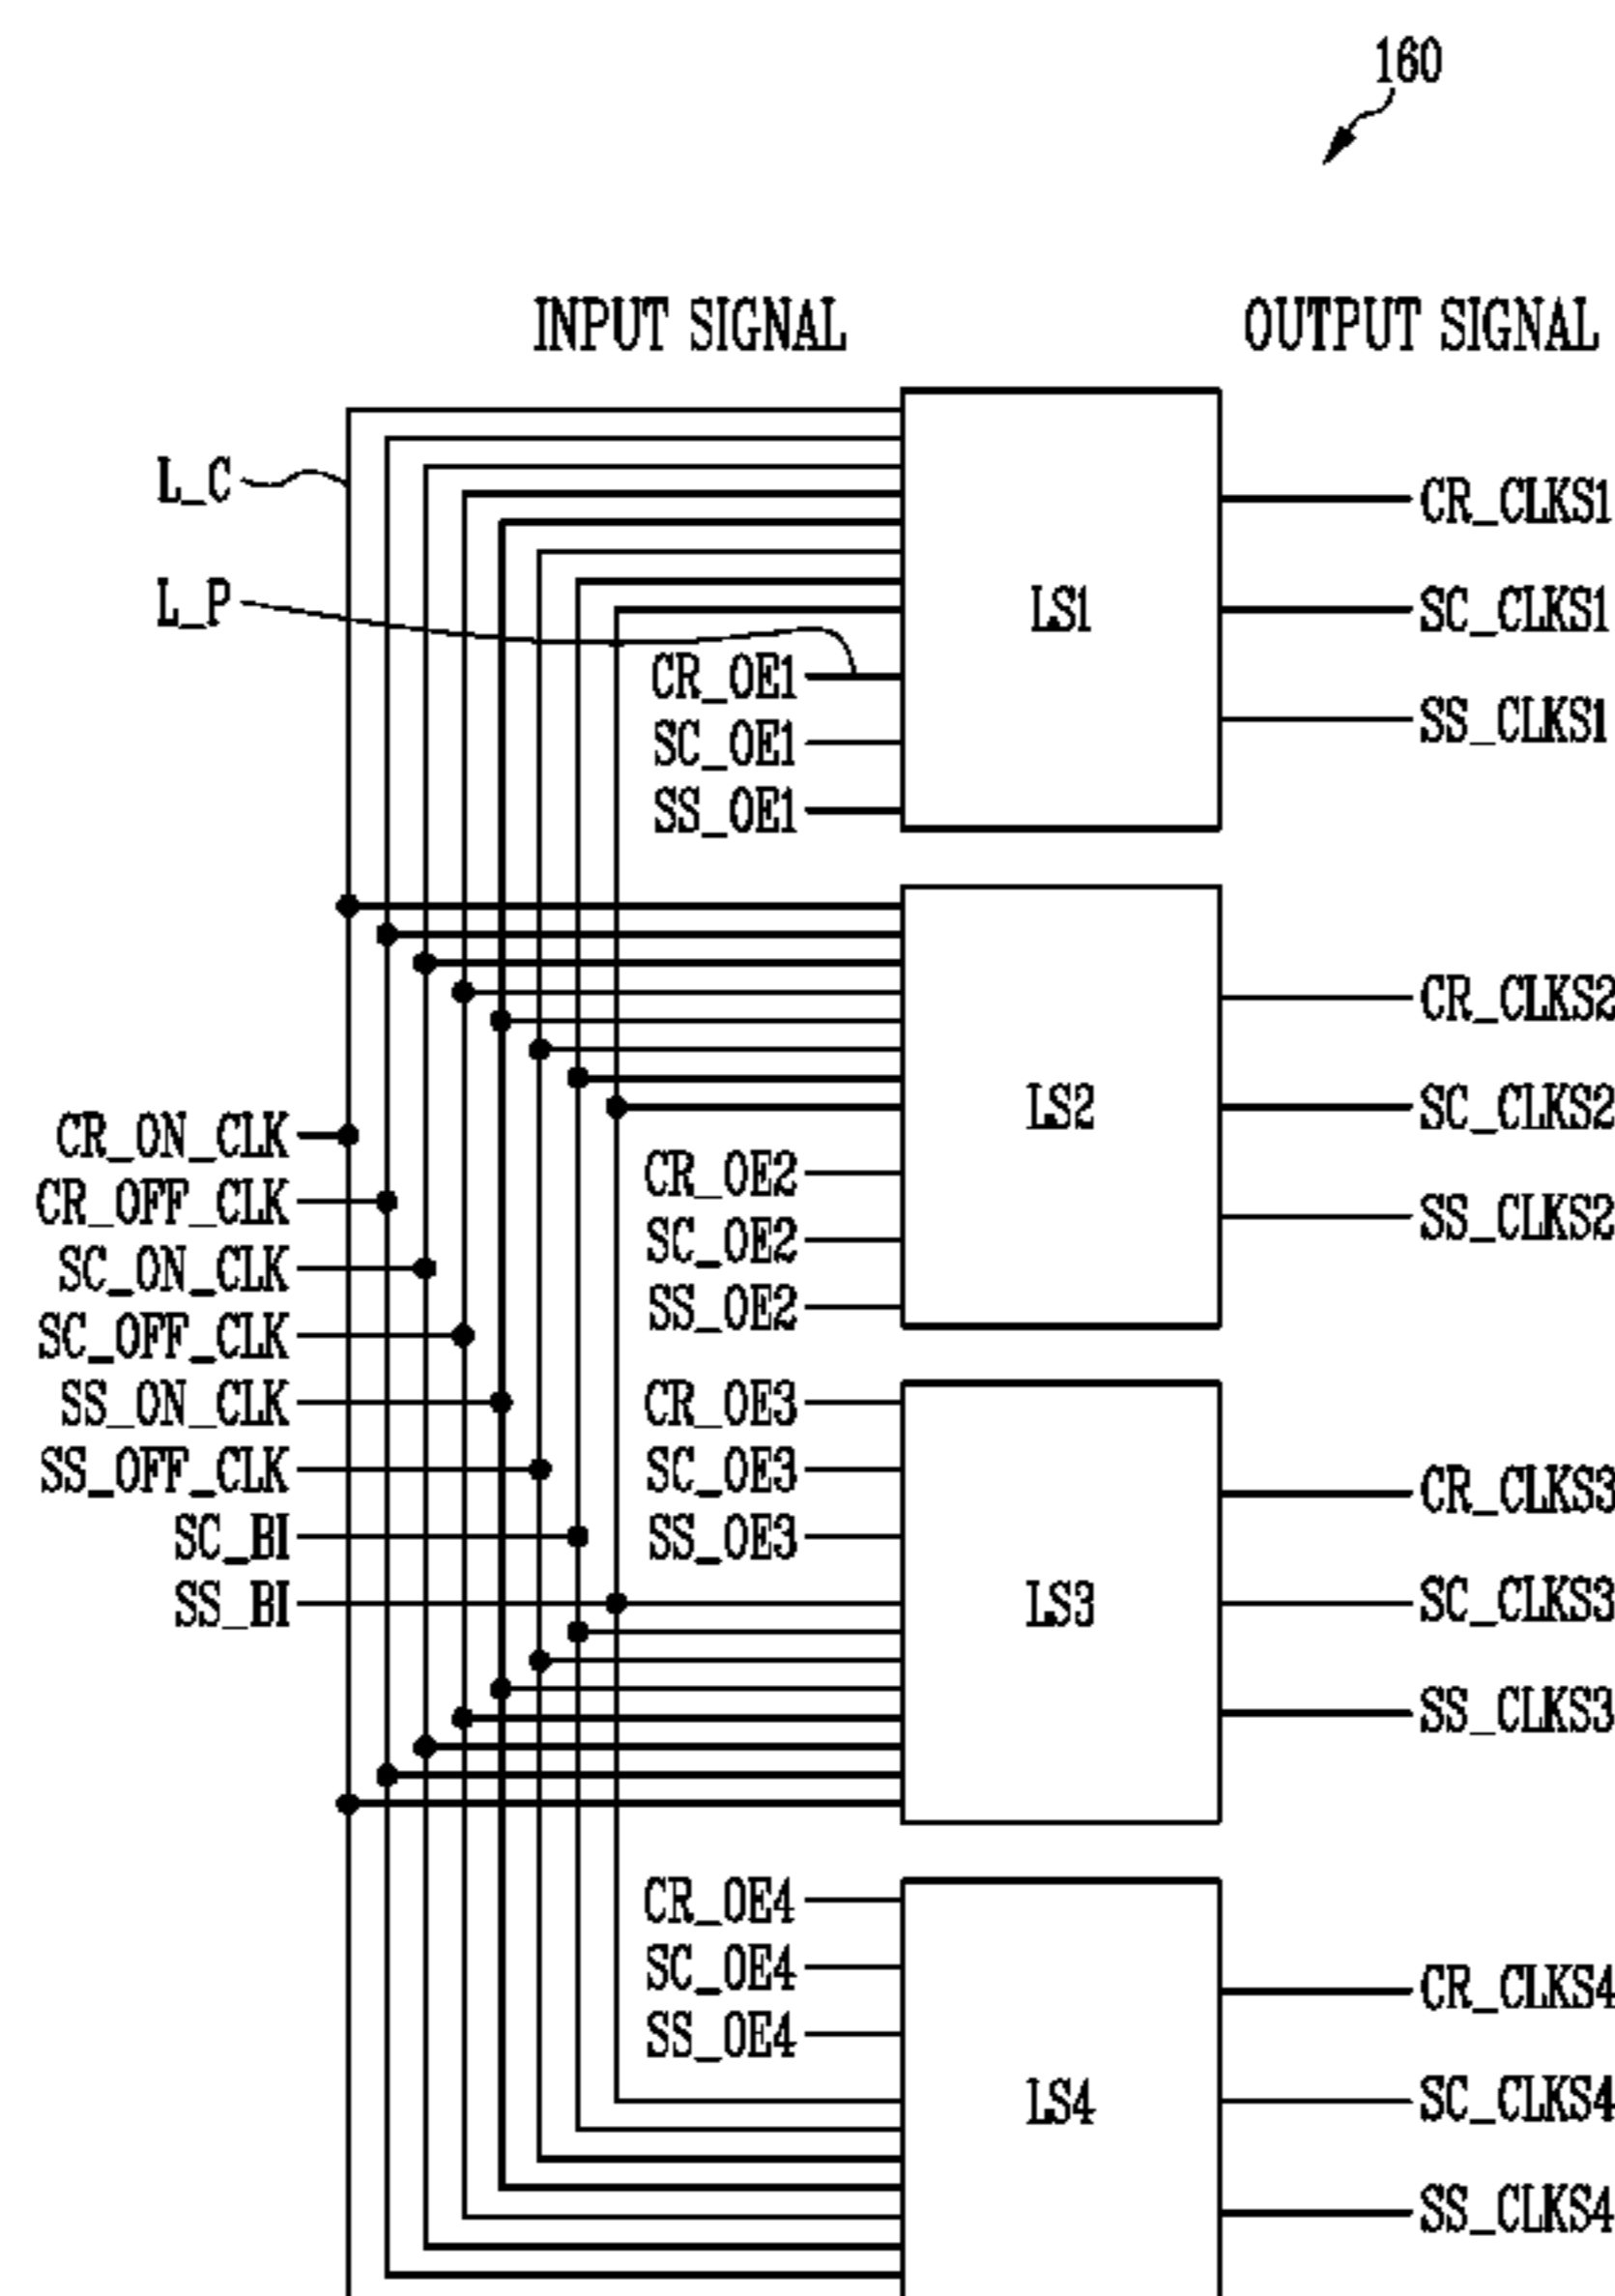 160
INPUT SIGNAL
OUTPUT SIGNAL
L_C
L_P
CR_OE1
SC_OE1
SS_OE1
LS1
CR_CLKS1
SC_CLKS1
SS_CLKS1
CR_ON_CLK
CR_OFF_CLK
SC_ON_CLK
SC_OFF_CLK
SS_ON_CLK
SS_OFF_CLK
SC_BI
SS_BI
CR_OE2
SC_OE2
SS_OE2
LS2
CR_CLKS2
SC_CLKS2
SS_CLKS2
CR_OE3
SC_OE3
SS_OE3
LS3
CR_CLKS3
SC_CLKS3
SS_CLKS3
CR_OE4
SC_OE4
SS_OE4
LS4
CR_CLKS4
SC_CLKS4
SS_CLKS4